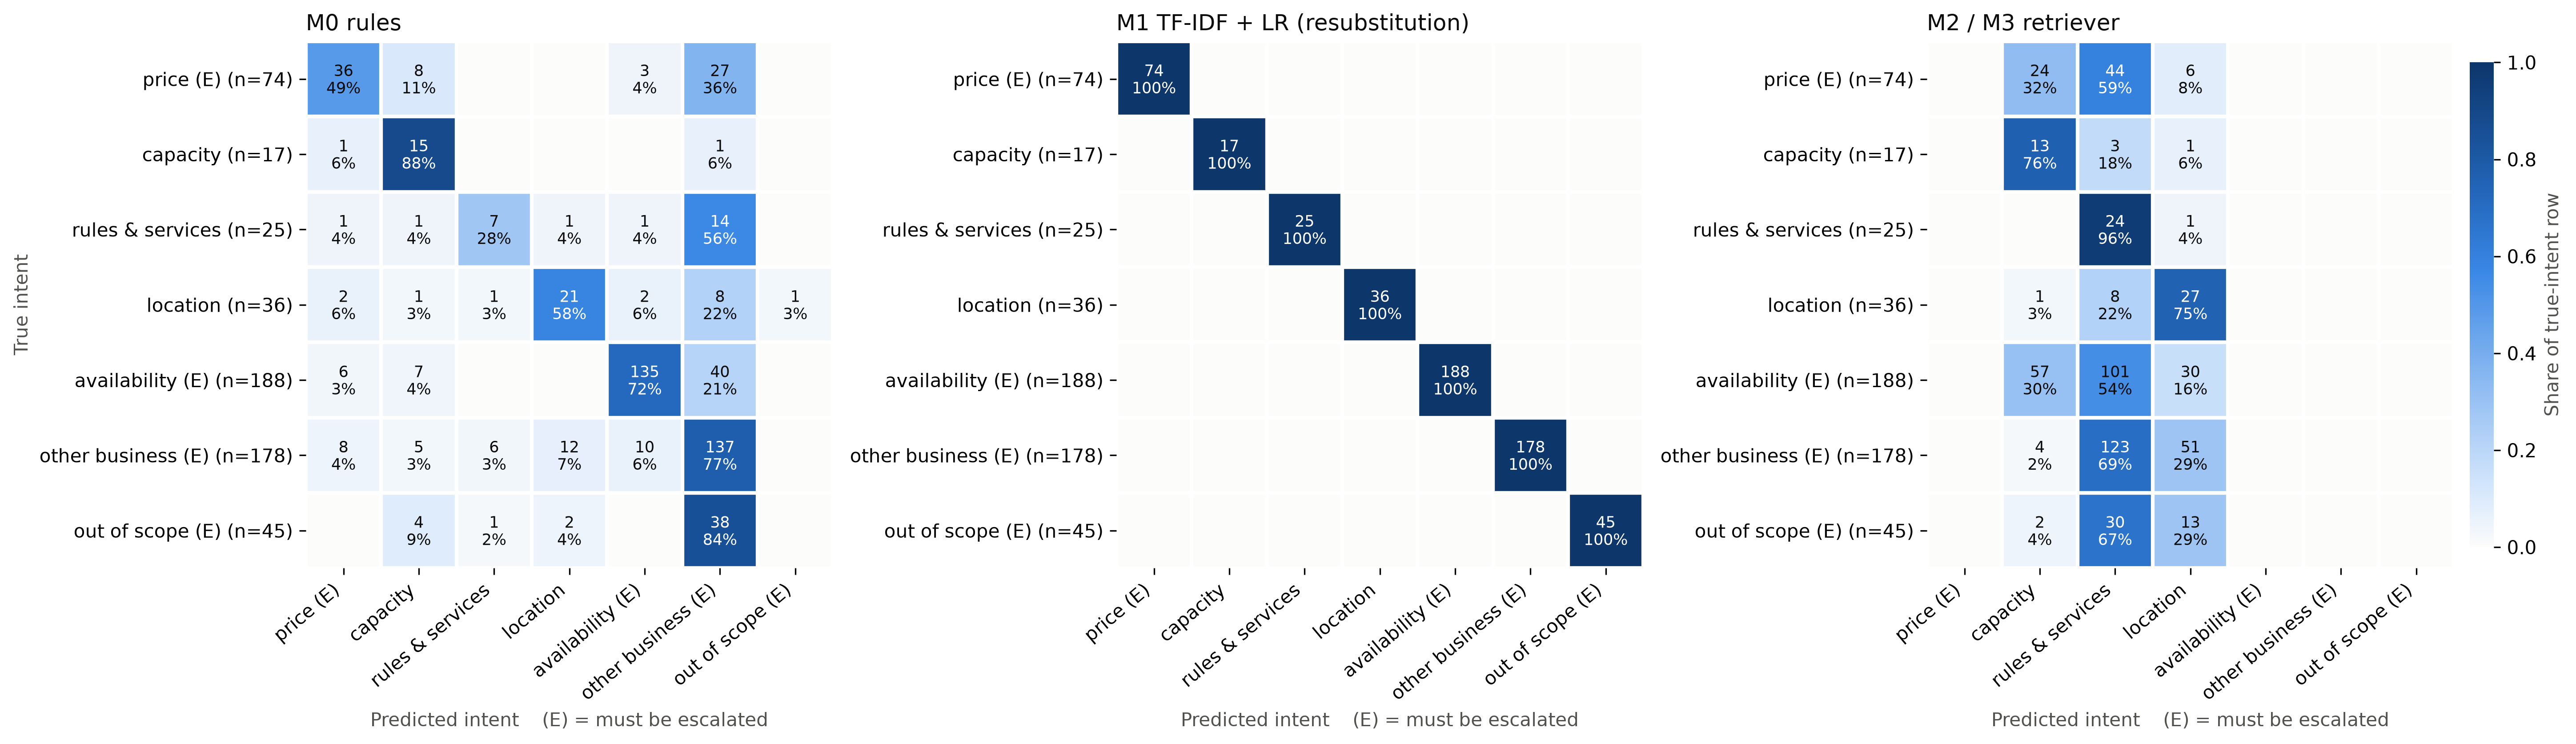 M0 rules
True intent
price (E) (n=74)
36 8 3 27
49% 11% 4% 36%
capacity (n=17)
1 15 1
6% 88% 6%
rules & services (n=25)
1 1 7 1 1 14
4% 4% 28% 4% 4% 56%
location (n=36)
2 1 1 21 2 8 1
6% 3% 3% 58% 6% 22% 3%
availability (E) (n=188)
6 7 135 40
3% 4% 72% 21%
other business (E) (n=178)
8 5 6 12 10 137
4% 3% 3% 7% 6% 77%
out of scope (E) (n=45)
4 1 2 38
9% 2% 4% 84%
price (E)
capacity
rules & services
location
availability (E)
other business (E)
out of scope (E)
Predicted intent (E) = must be escalated
M1 TF-IDF + LR (resubstitution)
price (E) (n=74)
74
100%
capacity (n=17)
17
100%
rules & services (n=25)
25
100%
location (n=36)
36
100%
availability (E) (n=188)
188
100%
other business (E) (n=178)
178
100%
out of scope (E) (n=45)
45
100%
price (E)
capacity
rules & services
location
availability (E)
other business (E)
out of scope (E)
Predicted intent (E) = must be escalated
M2 / M3 retriever
price (E) (n=74)
24 44 6
32% 59% 8%
capacity (n=17)
13 3 1
76% 18% 6%
rules & services (n=25)
24 1
96% 4%
location (n=36)
1 8 27
3% 22% 75%
availability (E) (n=188)
57 101 30
30% 54% 16%
other business (E) (n=178)
4 123 51
2% 69% 29%
out of scope (E) (n=45)
2 30 13
4% 67% 29%
price (E)
capacity
rules & services
location
availability (E)
other business (E)
out of scope (E)
Predicted intent (E) = must be escalated
1.0
0.8
0.6
0.4
0.2
0.0
Share of true-intent row